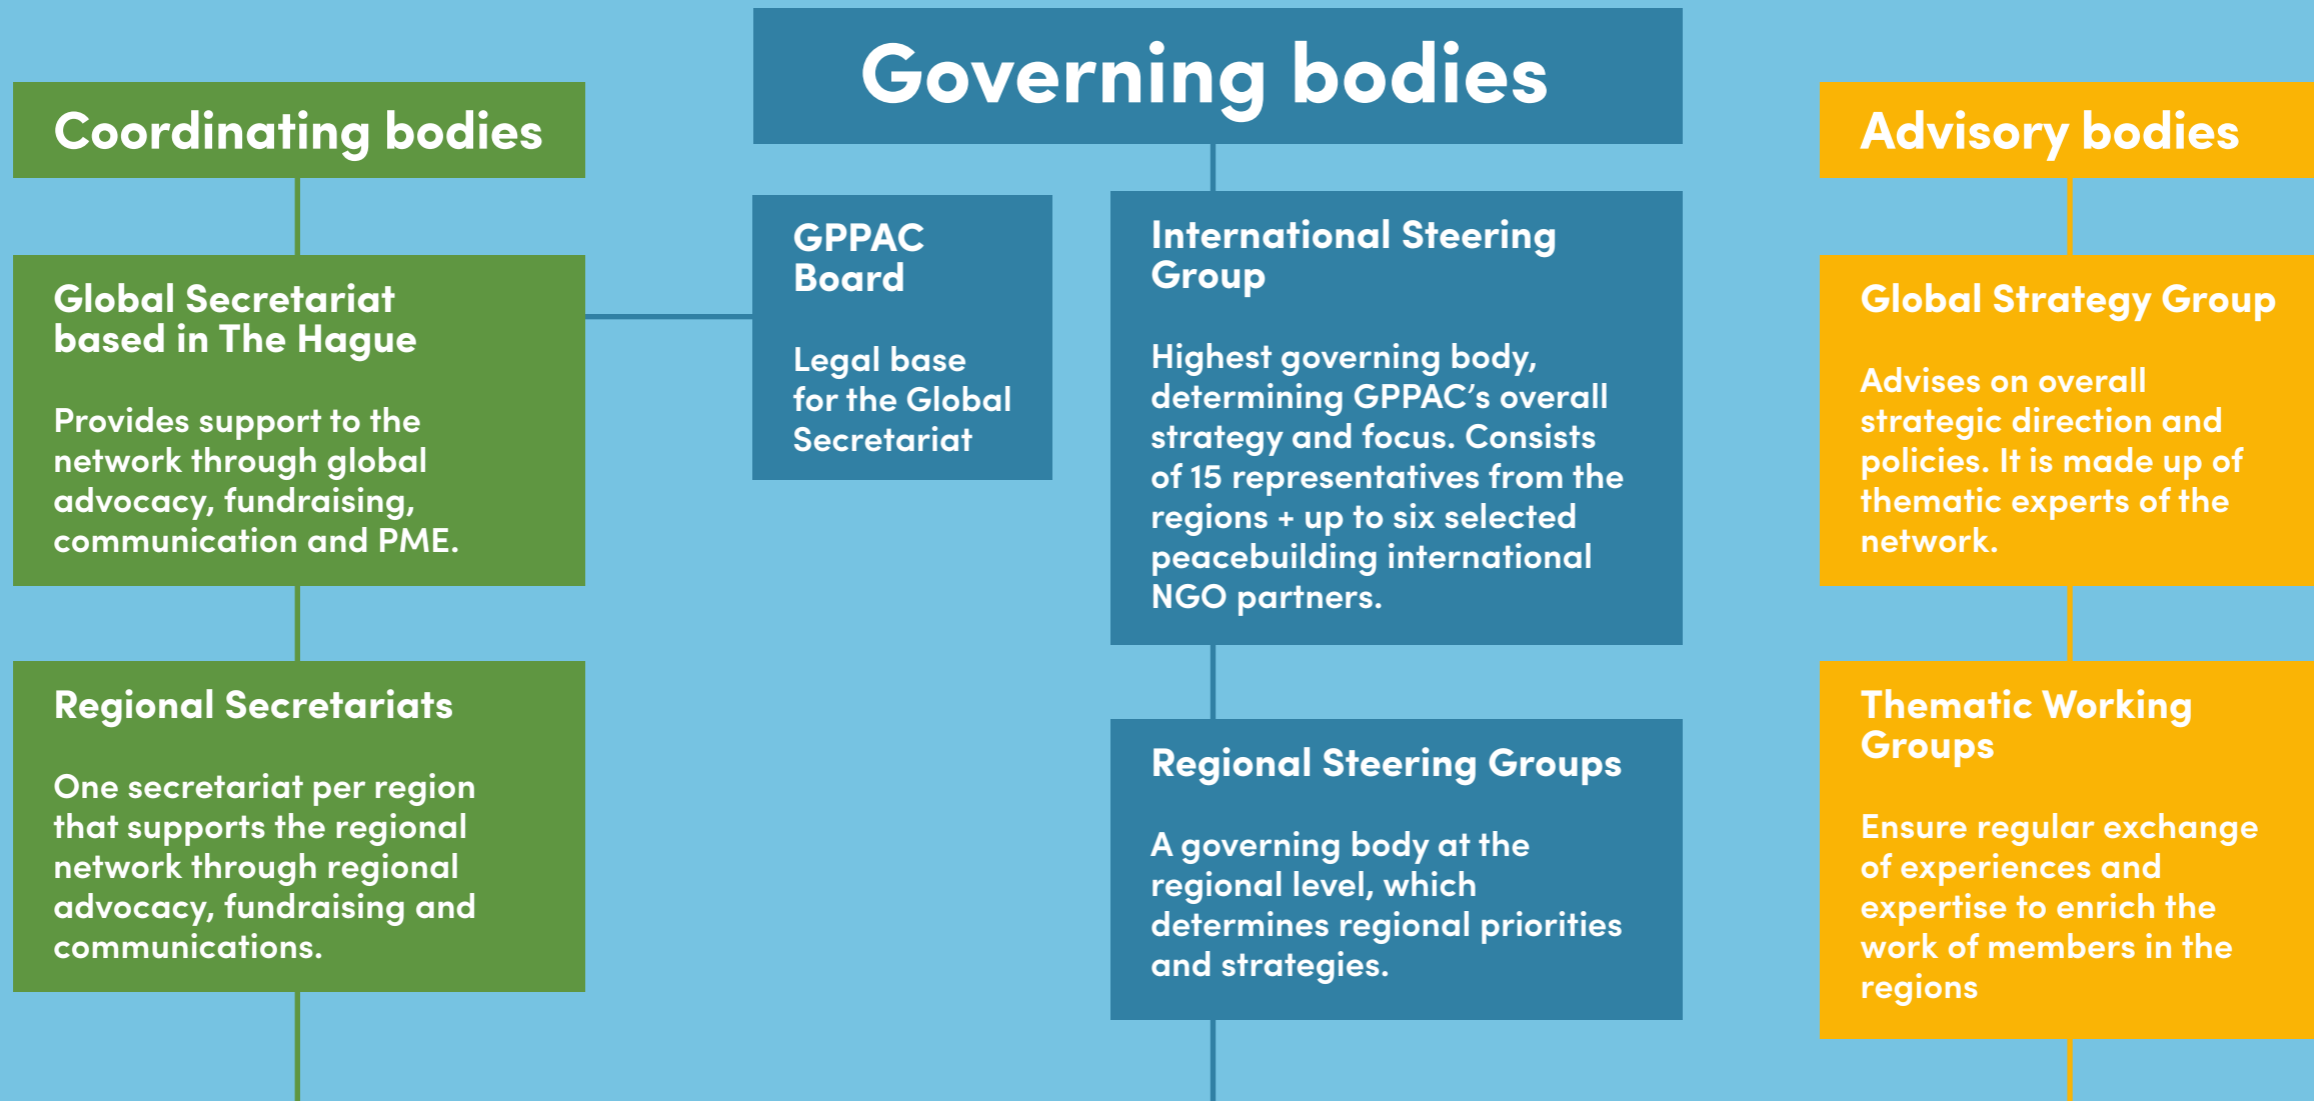 Governing bodies
Coordinating bodies
Global Secretariat
based in The Hague
Provides support to the
network through global
advocacy, fundraising,
communication and PME.
Regional Secretariats
One secretariat per region
that supports the regional
network through regional
advocacy, fundraising and
communications.
GPPAC
Board
Legal base
for the Global
Secretariat
International Steering
Group
Highest governing body,
determining GPPAC’s overall
strategy and focus. Consists
of 15 representatives from the
regions + up to six selected
peacebuilding international
NGO partners.
Regional Steering Groups
A governing body at the
regional level, which
determines regional priorities
and strategies.
Advisory bodies
Global Strategy Group
Advises on overall
strategic direction and
policies. It is made up of
thematic experts of the
network.
Thematic Working
Groups
Ensure regular exchange
of experiences and
expertise to enrich the
work of members in the
regions